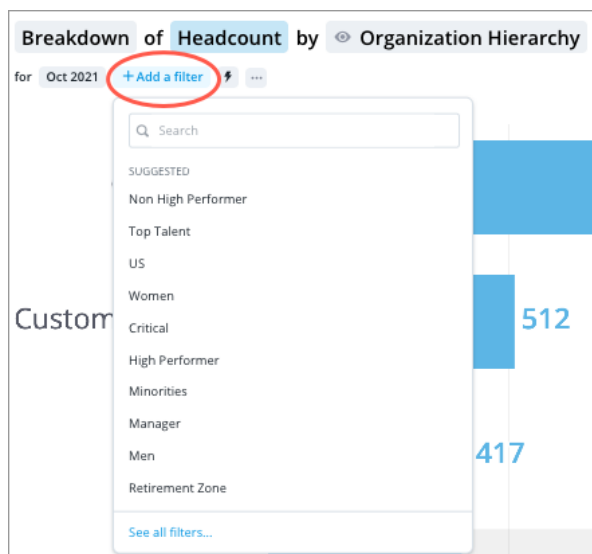 Breakdown of Headcount by Organization Hierarchy
for Oct 2021 + Add a filter ...
Search
SUGGESTED
Non High Performer
Top Talent
US
Women
Custom
Critical
512
High Performer
Minorities
Manager
Men
417
Retirement Zone
See all filters...